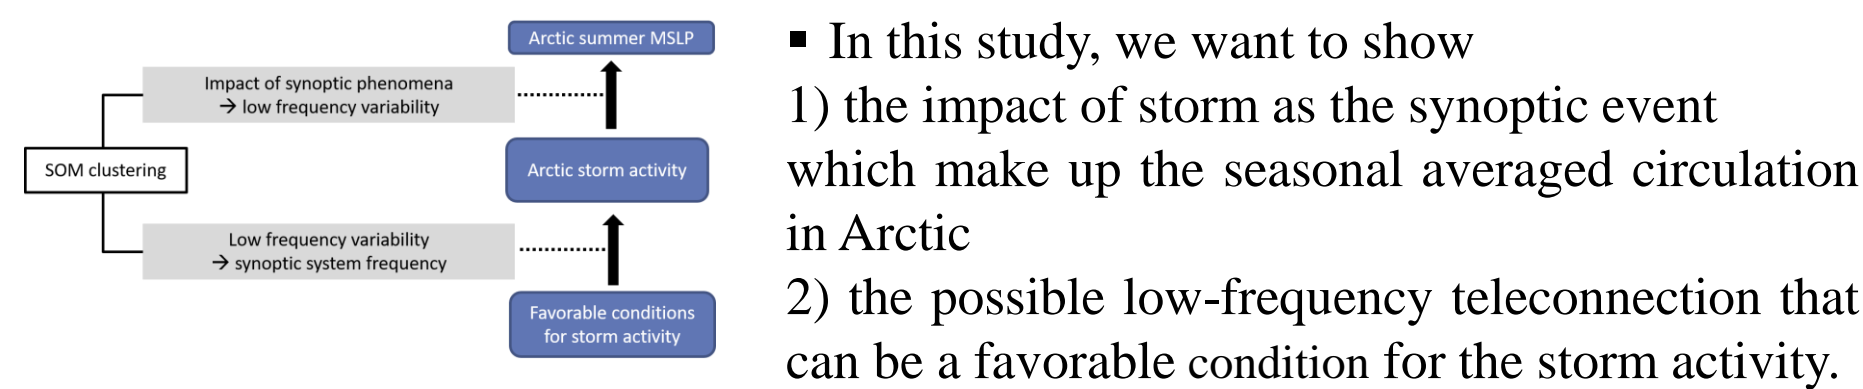 Arctic summer MSLP
Impact of synoptic phenomena
→ low frequency variability
SOM clustering
Arctic storm activity
Low frequency variability
→ synoptic system frequency
Favorable conditions
for storm activity
▪ In this study, we want to show
1) the impact of storm as the synoptic event
which make up the seasonal averaged circulation
in Arctic
2) the possible low-frequency teleconnection that
can be a favorable condition for the storm activity.